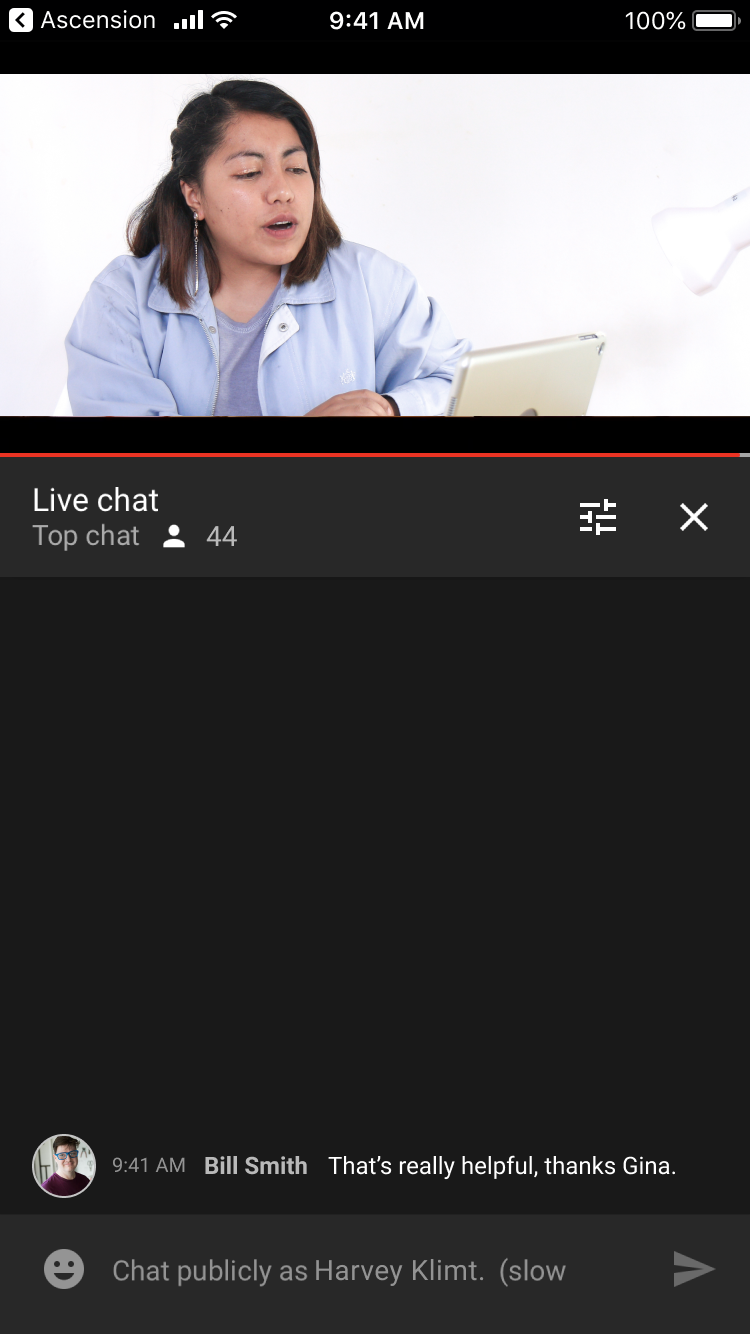 Ascension 9:41 AM 100%
Live chat
Top chat 44
9:41 AM Bill Smith That’s really helpful, thanks Gina.
Chat publicly as Harvey Klimt. (slow